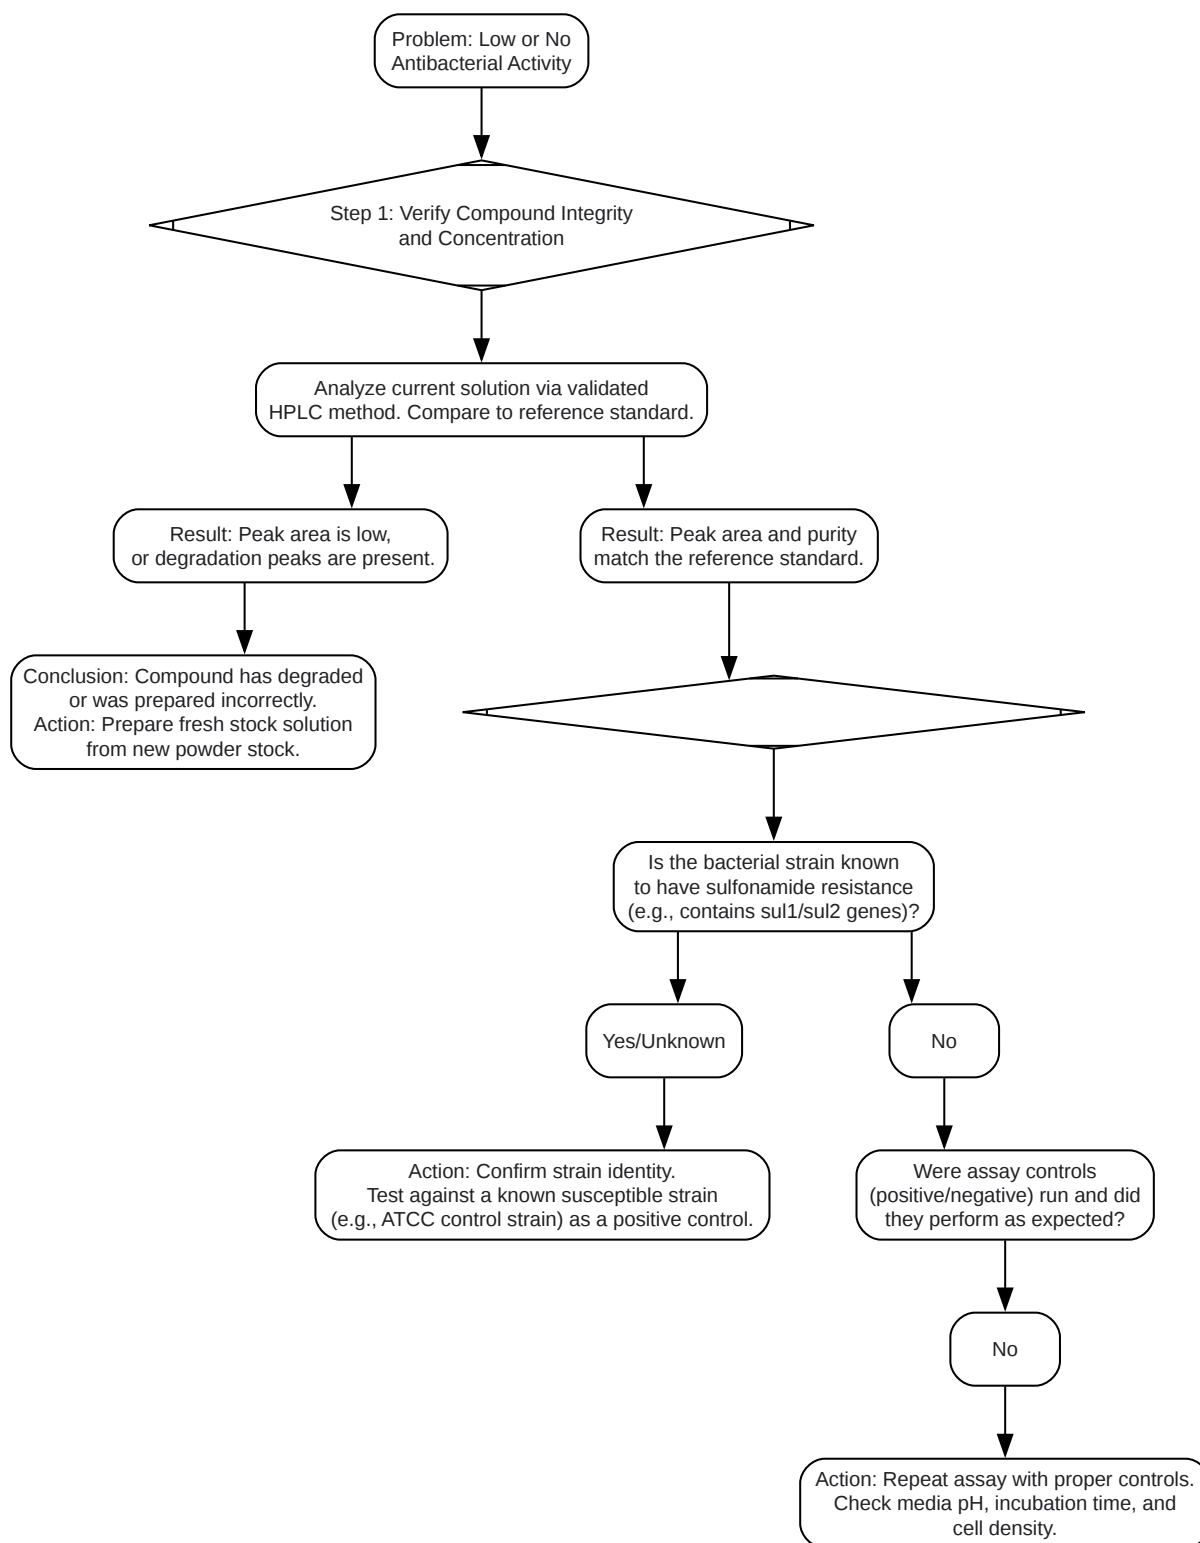 Problem: Low or No
Antibacterial Activity
Step 1: Verify Compound Integrity
and Concentration
Analyze current solution via validated
HPLC method. Compare to reference standard.
Result: Peak area is low,
or degradation peaks are present.
Result: Peak area and purity
match the reference standard.
Conclusion: Compound has degraded
or was prepared incorrectly.
Action: Prepare fresh stock solution
from new powder stock.
Is the bacterial strain known
to have sulfonamide resistance
(e.g., contains sul1/sul2 genes)?
Yes/Unknown
No
Action: Confirm strain identity.
Test against a known susceptible strain
(e.g., ATCC control strain) as a positive control.
Were assay controls
(positive/negative) run and did
they perform as expected?
No
Action: Repeat assay with proper controls.
Check media pH, incubation time, and
cell density.